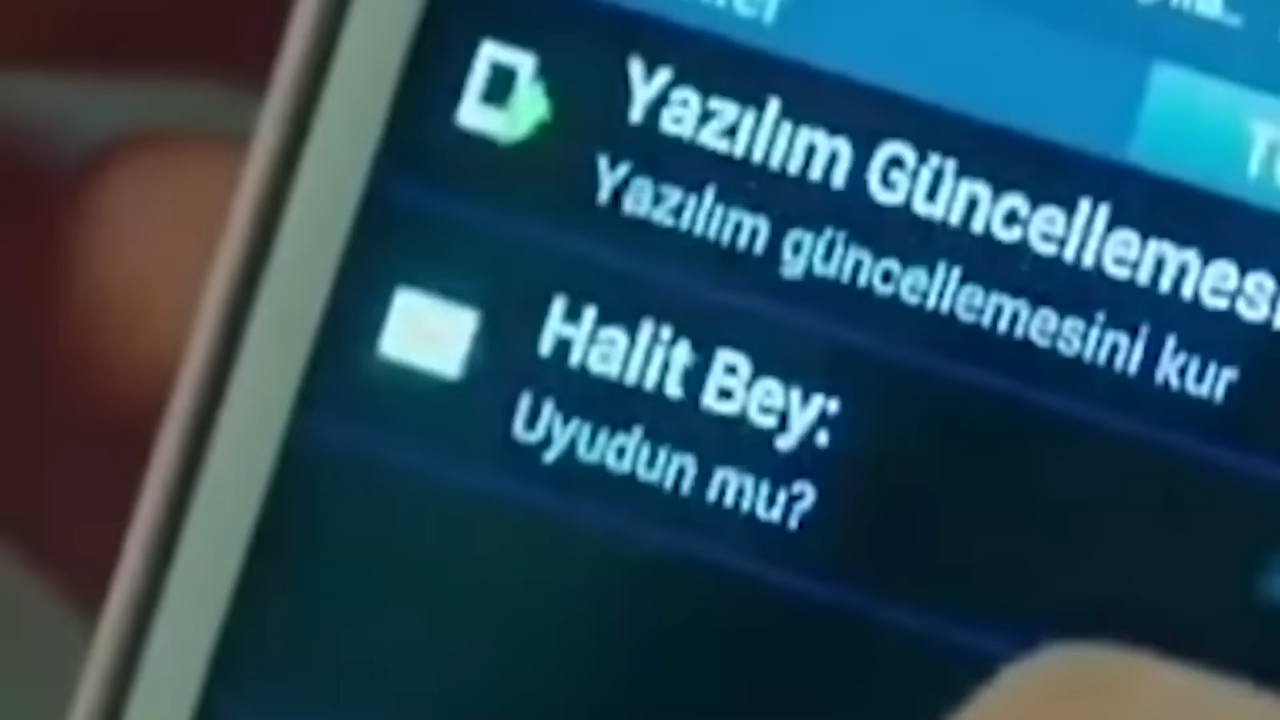 Yazılım Güncellemesi
Yazılım güncellemesini kur
Halit Bey:
Uyudun mu?